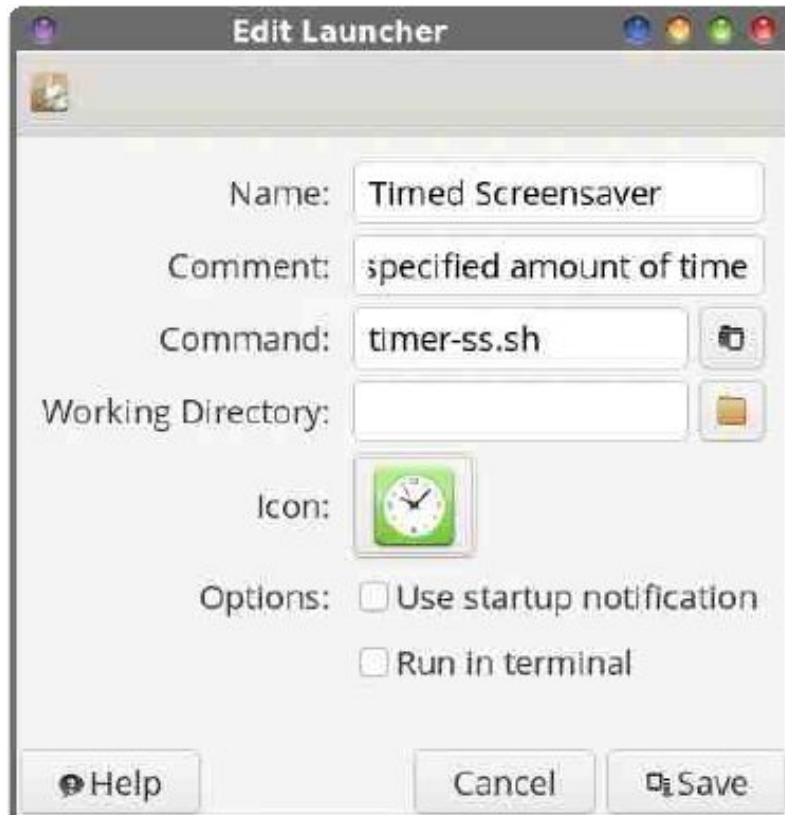 Edit Launcher
Name: Timed Screensaver
Comment: specified amount of time
Command: timer-ss.sh
Working Directory:
Icon:
Options: Use startup notification
Run in terminal
Help Cancel Save